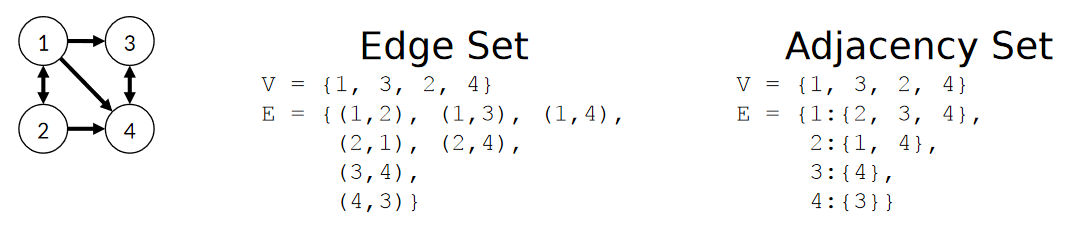 1 3
2 4
Edge Set
V = {1, 3, 2, 4}
E = {(1,2), (1,3), (1,4),
(2,1), (2,4),
(3,4),
(4,3)}
Adjacency Set
V = {1, 3, 2, 4}
E = {1:{2, 3, 4},
2:{1, 4},
3:{4},
4:{3}}